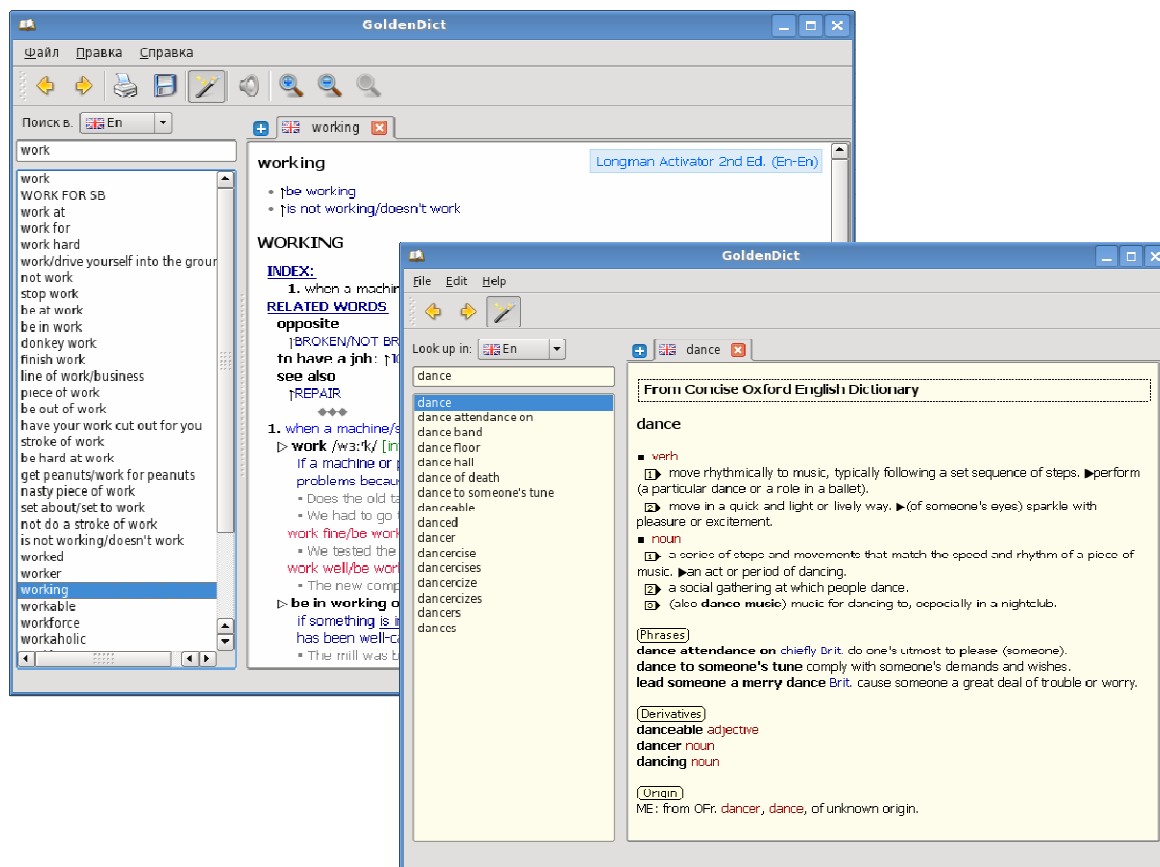 GoldenDict
Файл Правка Справка
Поиск в: En
working
work
work
WORK FOR SB
work at
work for
work hard
work/drive yourself into the groun
not work
stop work
be at work
be in work
donkey work
finish work
line of work/business
piece of work
be out of work
have your work cut out for you
stroke of work
be hard at work
get peanuts/work for peanuts
nasty piece of work
set about/set to work
not do a stroke of work
is not working/doesn't work
worked
worker
working
workable
workforce
workaholic
working
Longman Activator 2nd Ed. (En-En)
• ↑be working
• ↑is not working/doesn't work
WORKING
INDEX:
1. when a machin
RELATED WORDS
opposite
↑BROKEN/NOT BR
to have a job:
see also
↑REPAIR
◆◆◆
1. when a machine/s
▷ work /wɜːʳk/ [in
If a machine or p
problems becaus
▪ Does the old ta
▪ We had to go t
work fine/be work
▪ We tested the
work well/be work
▪ The new comp
▷ be in working o
if something is in
has been well-ca
▪ The mill was b
GoldenDict
File Edit Help
Look up in: En
dance
dance
dance
dance attendance on
dance band
dance floor
dance hall
dance of death
dance to someone's tune
danceable
danced
dancer
dancercise
dancercises
dancercize
dancercizes
dancers
dances
From Concise Oxford English Dictionary
dance
■ verb
1 move rhythmically to music, typically following a set sequence of steps. ▶perform
(a particular dance or a role in a ballet).
2 move in a quick and light or lively way. ▶(of someone's eyes) sparkle with
pleasure or excitement.
■ noun
1 a series of steps and movements that match the speed and rhythm of a piece of
music. ▶an act or period of dancing.
2 a social gathering at which people dance.
3 (also dance music) music for dancing to, especially in a nightclub.
Phrases
dance attendance on chiefly Brit. do one's utmost to please (someone).
dance to someone's tune comply with someone's demands and wishes.
lead someone a merry dance Brit. cause someone a great deal of trouble or worry.
Derivatives
danceable adjective
dancer noun
dancing noun
Origin
ME: from OFr. dancer, dance, of unknown origin.